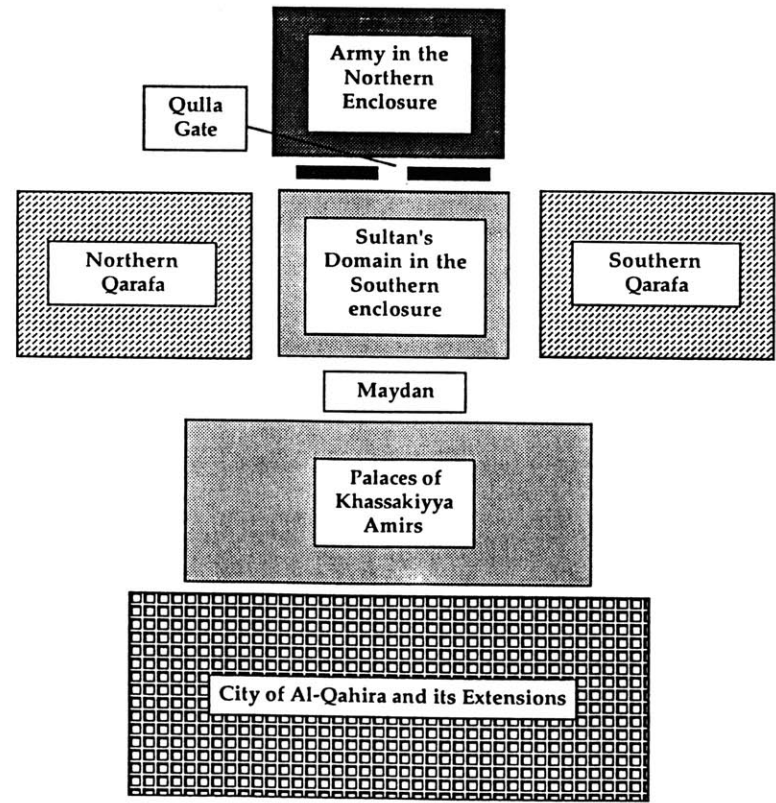 Army in the
Northern
Enclosure
Qulla
Gate
Northern
Qarafa
Sultan's
Domain in the
Southern
enclosure
Southern
Qarafa
Maydan
Palaces of
Khassakiyya
Amirs
City of Al-Qahira and its Extensions